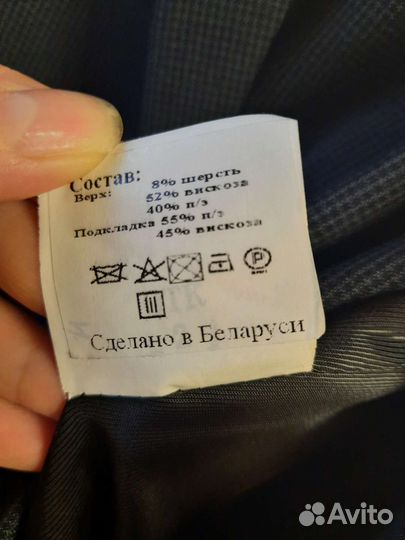 Состав:
Верх: 8% шерсть
52% вискоза
40% п/э
Подкладка 55% п/э
45% вискоза
P
Сделано в Беларуси
Avito